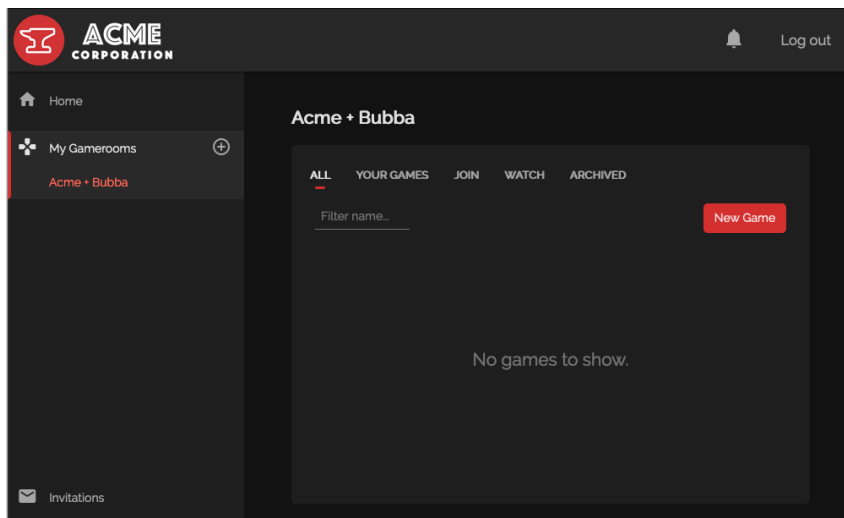 ACME
CORPORATION
Log out
Home
My Gamerooms
Acme + Bubba
Invitations
Acme + Bubba
ALL YOUR GAMES JOIN WATCH ARCHIVED
Filter name...
New Game
No games to show.